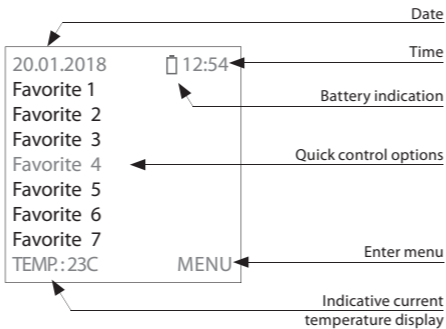 Date
20.01.2018 12:54
Time
Favorite 1
Battery indication
Favorite 2
Favorite 3
Favorite 4
Quick control options
Favorite 5
Favorite 6
Favorite 7
TEMP.: 23C MENU
Enter menu
Indicative current
temperature display